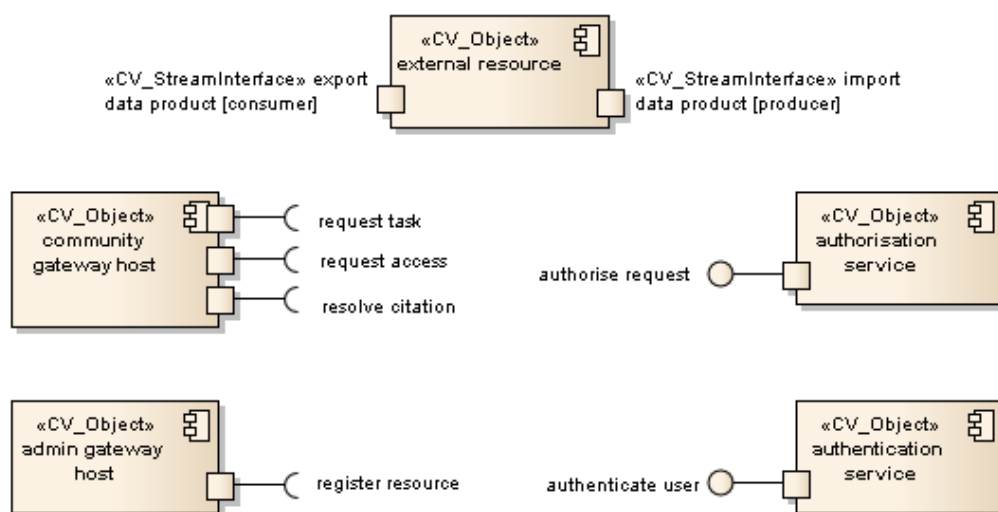 «CV_Object»
external resource
«CV_StreamInterface» export
data product [consumer]
«CV_StreamInterface» import
data product [producer]
«CV_Object»
community
gateway host
request task
request access
resolve citation
«CV_Object»
authorisation
service
authorise request
«CV_Object»
admin gateway
host
register resource
«CV_Object»
authentication
service
authenticate user